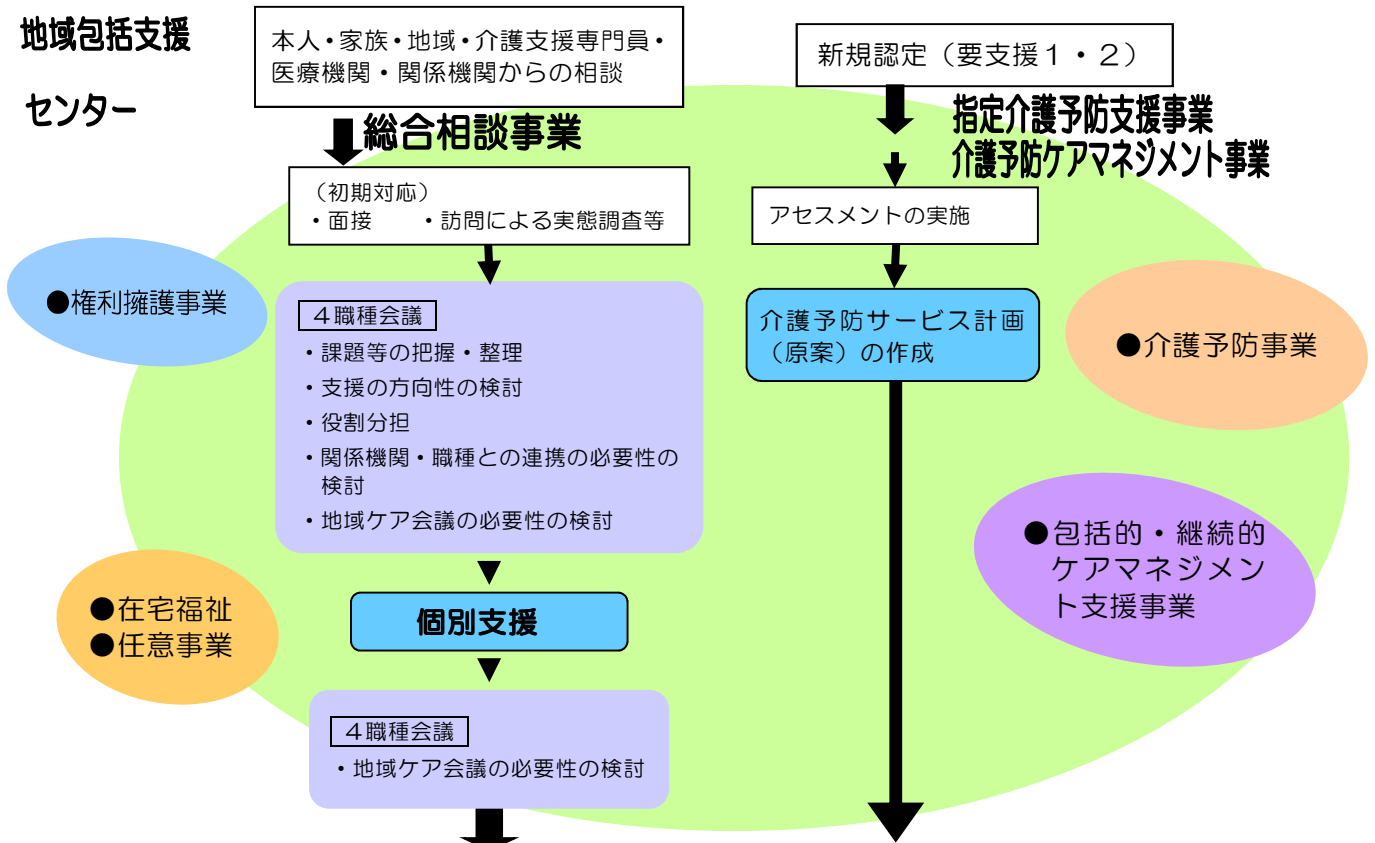 地域包括支援
センター
本人・家族・地域・介護支援専門員・
医療機関・関係機関からの相談
総合相談事業
（初期対応）
・面接　　・訪問による実態調査等
４職種会議
・課題等の把握・整理
・支援の方向性の検討
・役割分担
・関係機関・職種との連携の必要性の
検討
・地域ケア会議の必要性の検討
個別支援
４職種会議
・地域ケア会議の必要性の検討
新規認定（要支援１・２）
指定介護予防支援事業
介護予防ケアマネジメント事業
アセスメントの実施
介護予防サービス計画
（原案）の作成
●権利擁護事業
●在宅福祉
●任意事業
●介護予防事業
●包括的・継続的
ケアマネジメン
ト支援事業